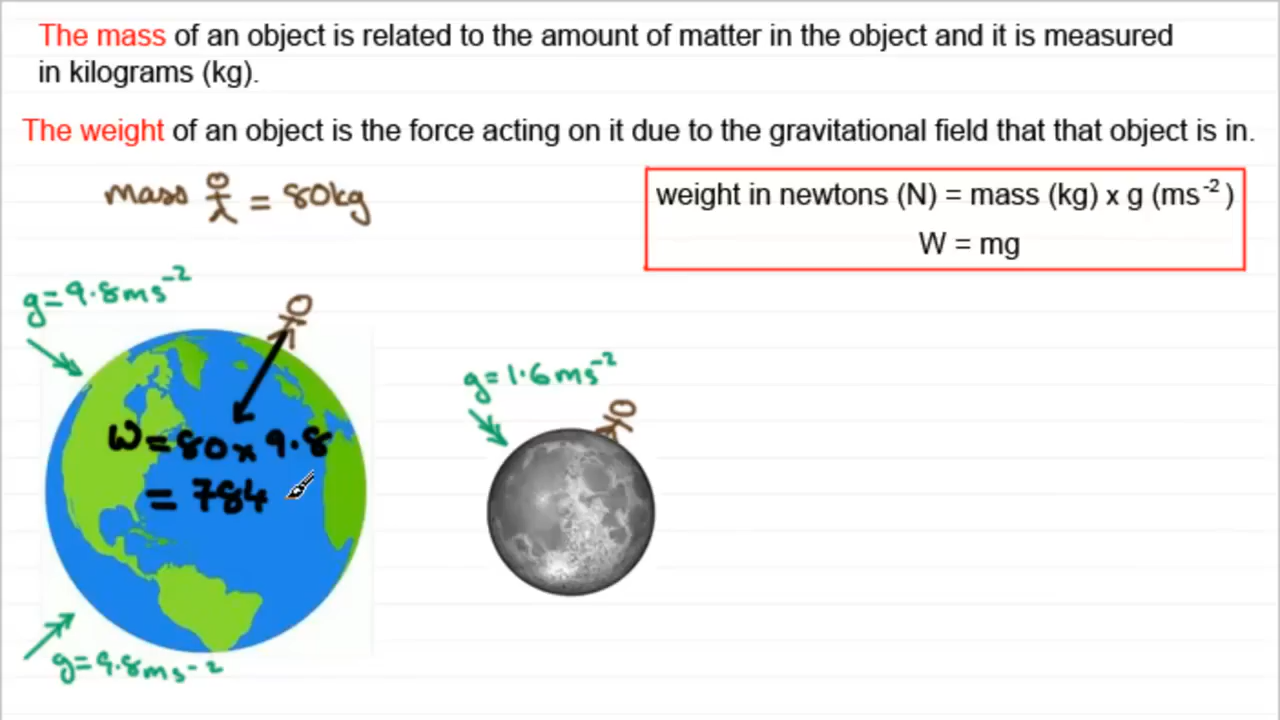 The mass of an object is related to the amount of matter in the object and it is measured
in kilograms (kg).
The weight of an object is the force acting on it due to the gravitational field that that object is in.
mass = 80kg
weight in newtons (N) = mass (kg) x g (ms⁻²)
W = mg
g=9.8ms⁻²
W=80x9.8
=784
g=9.8ms-2
g=1.6ms⁻²